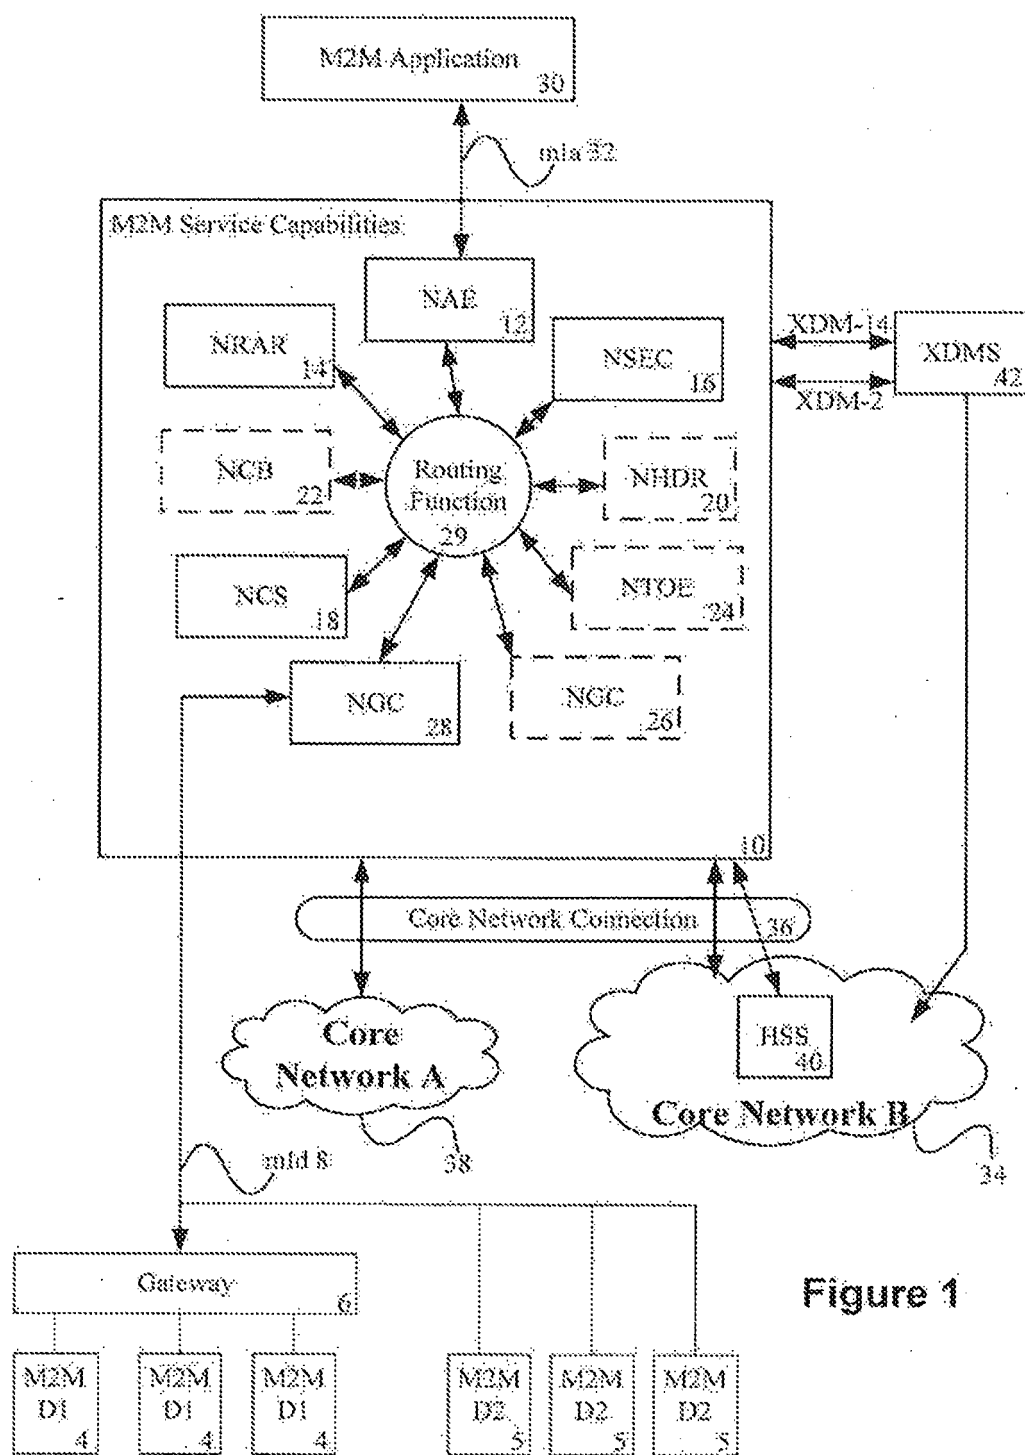 M2M Application
30
mIa 32
M2M Service Capabilities
NAE
12
NRAR
14
NSEC
16
XDM-14
XDMS
42
XDM-2
NCB
22
Routing
Function
29
NHDR
20
NCS
18
NTOE
24
NGC
28
NGC
26
10
Core Network Connection
36
Core
Network A
38
HSS
40
Core Network B
34
mId 8
Gateway
6
M2M
D1
4
M2M
D1
4
M2M
D1
4
M2M
D2
5
M2M
D2
5
M2M
D2
5
Figure 1